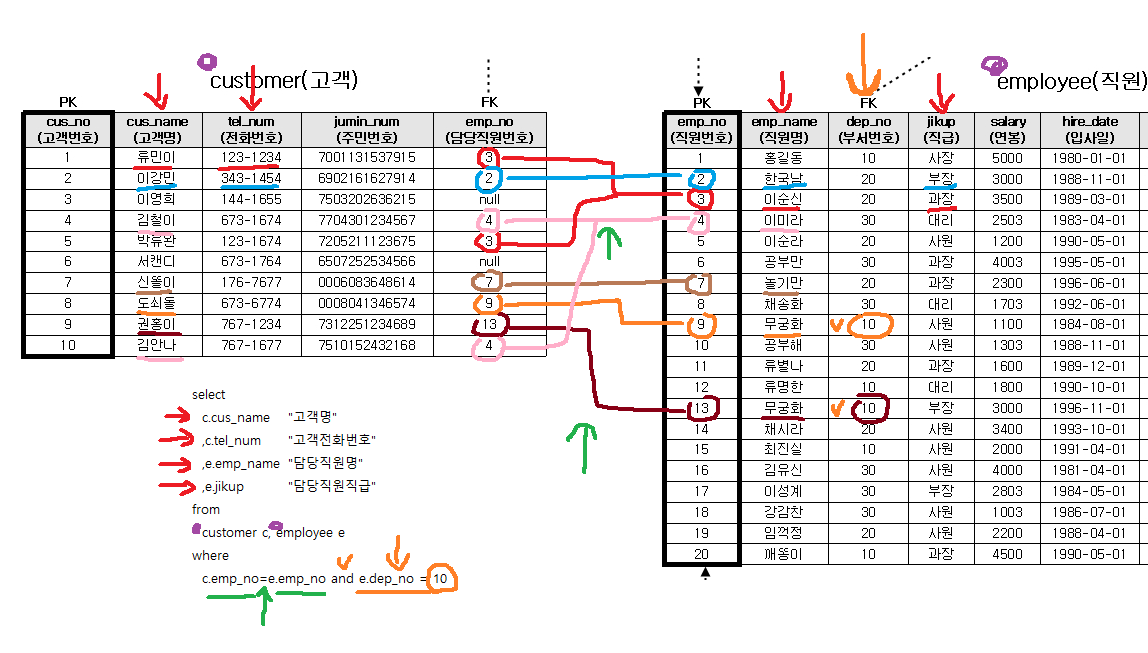 customer(고객)
employee(직원)
PK FK
cus_no cus_name tel_num jumin_num emp_no
(고객번호) (고객명) (전화번호) (주민번호) (담당직원번호)
1 류민이 123-1234 7001131537915 3
2 이강민 343-1454 6902161627914 2
3 이영희 144-1655 7503202636215 null
4 김철이 673-1674 7704301234567 4
5 박류완 123-1674 7205211123675 3
6 서캔디 673-1764 6507252534566 null
7 신똘이 176-7677 0006083648614 7
8 도쇠돌 673-6774 0008041346574 9
9 권홍이 767-1234 7312251234689 13
10 김안나 767-1677 7510152432168 4
PK FK
emp_no emp_name dep_no jikup salary hire_date
(직원번호) (직원명) (부서번호) (직급) (연봉) (입사일)
1 홍길동 10 사장 5000 1980-01-01
2 한국남 20 부장 3000 1988-11-01
3 이순신 20 과장 3500 1989-03-01
4 이미라 30 대리 2503 1983-04-01
5 이순라 20 사원 1200 1990-05-01
6 공부만 30 과장 4003 1995-05-01
7 놀기만 20 과장 2300 1996-06-01
8 채송화 30 대리 1703 1992-06-01
9 무궁화 10 사원 1100 1984-08-01
10 공부해 30 사원 1303 1988-11-01
11 류별나 20 과장 1600 1989-12-01
12 류명한 10 대리 1800 1990-10-01
13 무궁화 10 부장 3000 1996-11-01
14 채시라 20 사원 3400 1993-10-01
15 최진실 10 사원 2000 1991-04-01
16 김유신 30 사원 4000 1981-04-01
17 이성계 30 부장 2803 1984-05-01
18 강감찬 30 사원 1003 1986-07-01
19 임꺽정 20 사원 2200 1988-04-01
20 깨똥이 10 과장 4500 1990-05-01
select
c.cus_name "고객명"
,c.tel_num "고객전화번호"
,e.emp_name "담당직원명"
,e.jikup "담당직원직급"
from
customer c, employee e
where
c.emp_no=e.emp_no and e.dep_no = 10